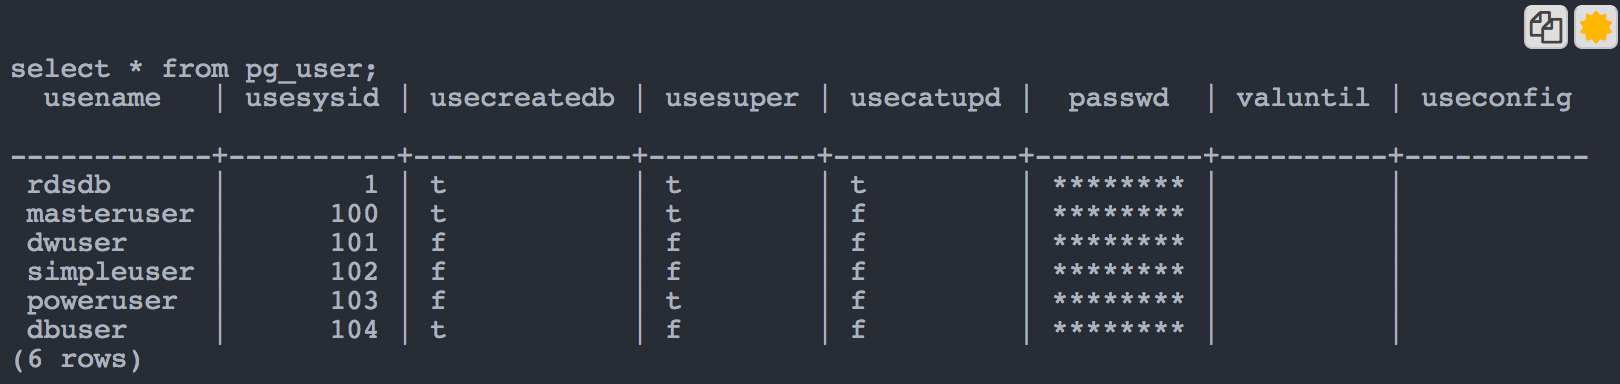 select * from pg_user;
  usename   | usesysid | usecreatedb | usesuper | usecatupd |  passwd  | valuntil | useconfig
------------+----------+-------------+----------+-----------+----------+----------+-----------
 rdsdb      |        1 | t           | t        | t         | ******** |          |
 masteruser |      100 | t           | t        | f         | ******** |          |
 dwuser     |      101 | f           | f        | f         | ******** |          |
 simpleuser |      102 | f           | f        | f         | ******** |          |
 poweruser  |      103 | f           | t        | f         | ******** |          |
 dbuser     |      104 | t           | f        | f         | ******** |          |
(6 rows)